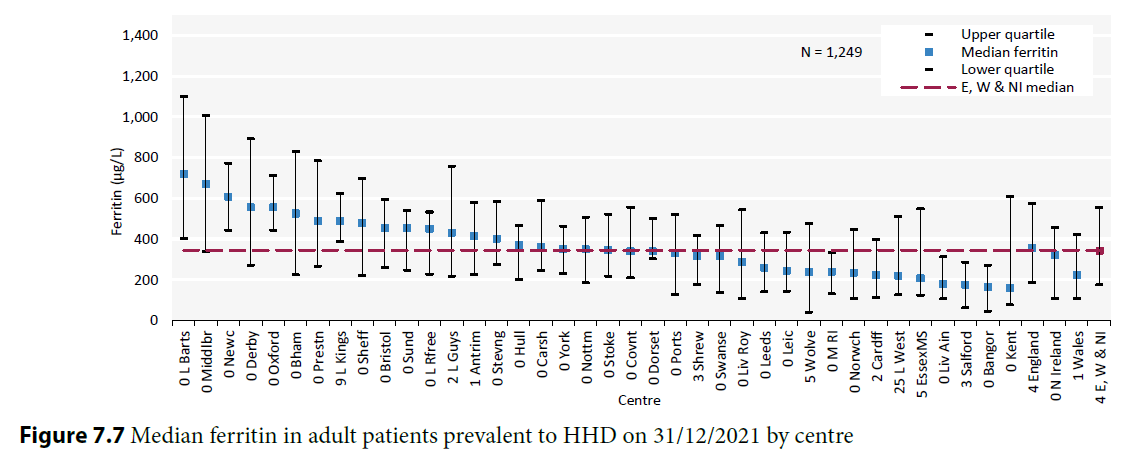 1,400
1,200
1,000
800
600
400
200
0
Ferritin (µg/L)
N = 1,249
Upper quartile
Median ferritin
Lower quartile
E, W & NI median
0 L Barts
0 Middlbr
0 Newc
0 Derby
0 Oxford
0 Bham
0 Prestn
9 L Kings
0 Sheff
0 Bristol
0 Sund
0 L Rfree
2 L Guys
1 Antrim
0 Stevng
0 Hull
0 Carsh
0 York
0 Nottm
0 Stoke
0 Covnt
0 Dorset
0 Ports
3 Shrew
0 Swanse
0 Liv Roy
0 Leeds
0 Leic
5 Wolve
0 M RI
0 Norwch
2 Cardff
25 L West
5 EssexMS
0 Liv Ain
3 Salford
0 Bangor
0 Kent
4 England
0 N Ireland
1 Wales
4 E, W & NI
Centre
Figure 7.7 Median ferritin in adult patients prevalent to HHD on 31/12/2021 by centre